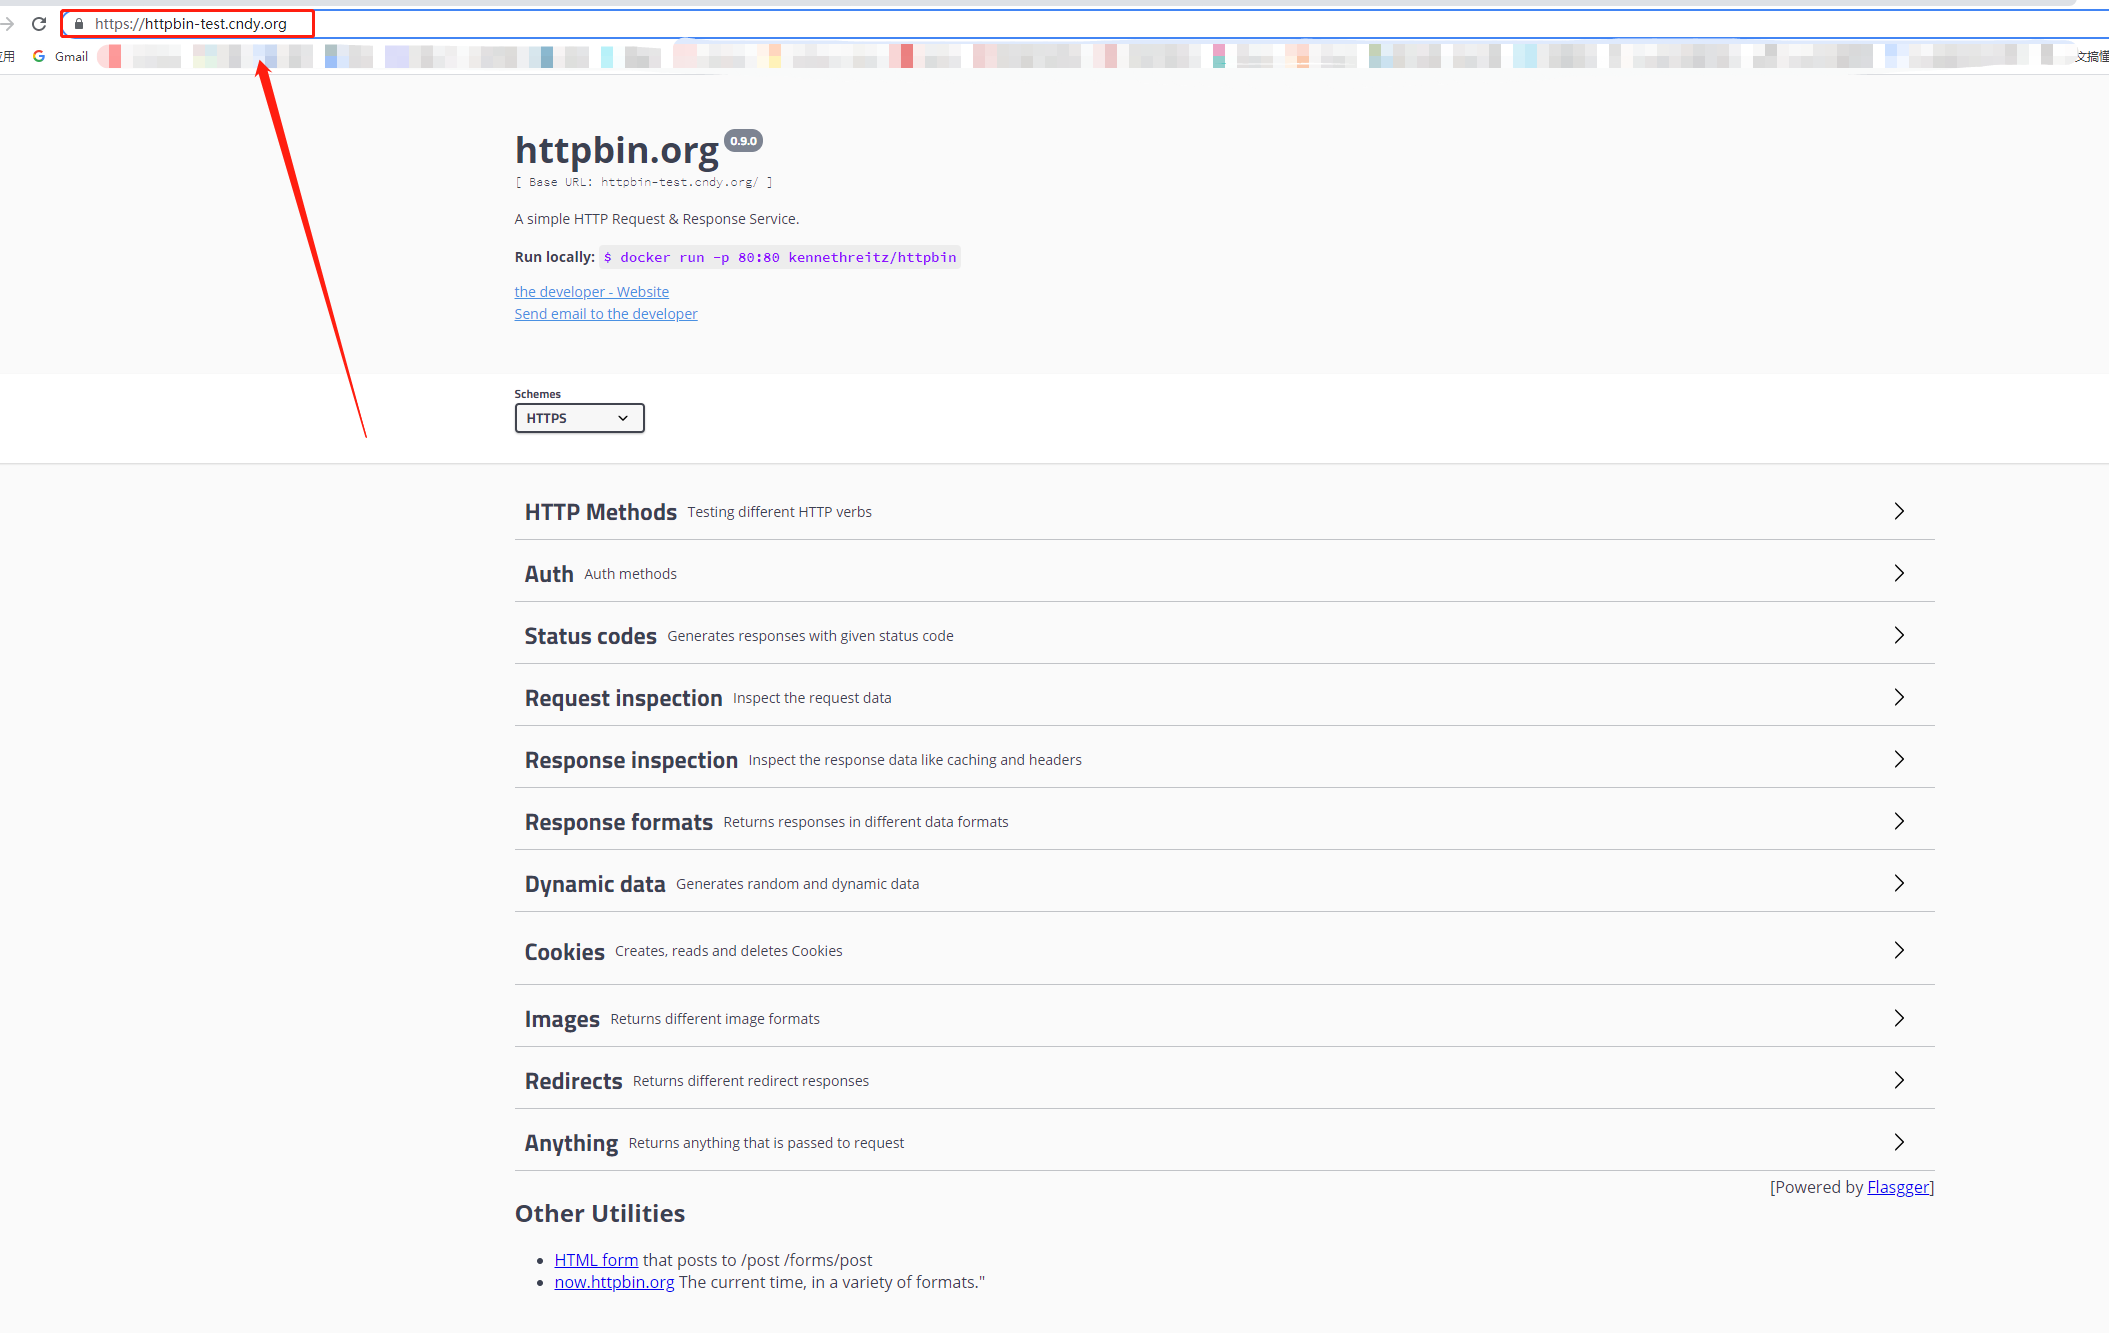 https://httpbin-test.cndy.org
用 Gmail 文搞懂
httpbin.org 0.9.0
[ Base URL: httpbin-test.cndy.org/ ]
A simple HTTP Request & Response Service.
Run locally: $ docker run -p 80:80 kennethreitz/httpbin
the developer - Website
Send email to the developer
Schemes
HTTPS
HTTP Methods Testing different HTTP verbs
Auth Auth methods
Status codes Generates responses with given status code
Request inspection Inspect the request data
Response inspection Inspect the response data like caching and headers
Response formats Returns responses in different data formats
Dynamic data Generates random and dynamic data
Cookies Creates, reads and deletes Cookies
Images Returns different image formats
Redirects Returns different redirect responses
Anything Returns anything that is passed to request
[Powered by Flasgger]
Other Utilities
HTML form that posts to /post /forms/post
now.httpbin.org The current time, in a variety of formats."